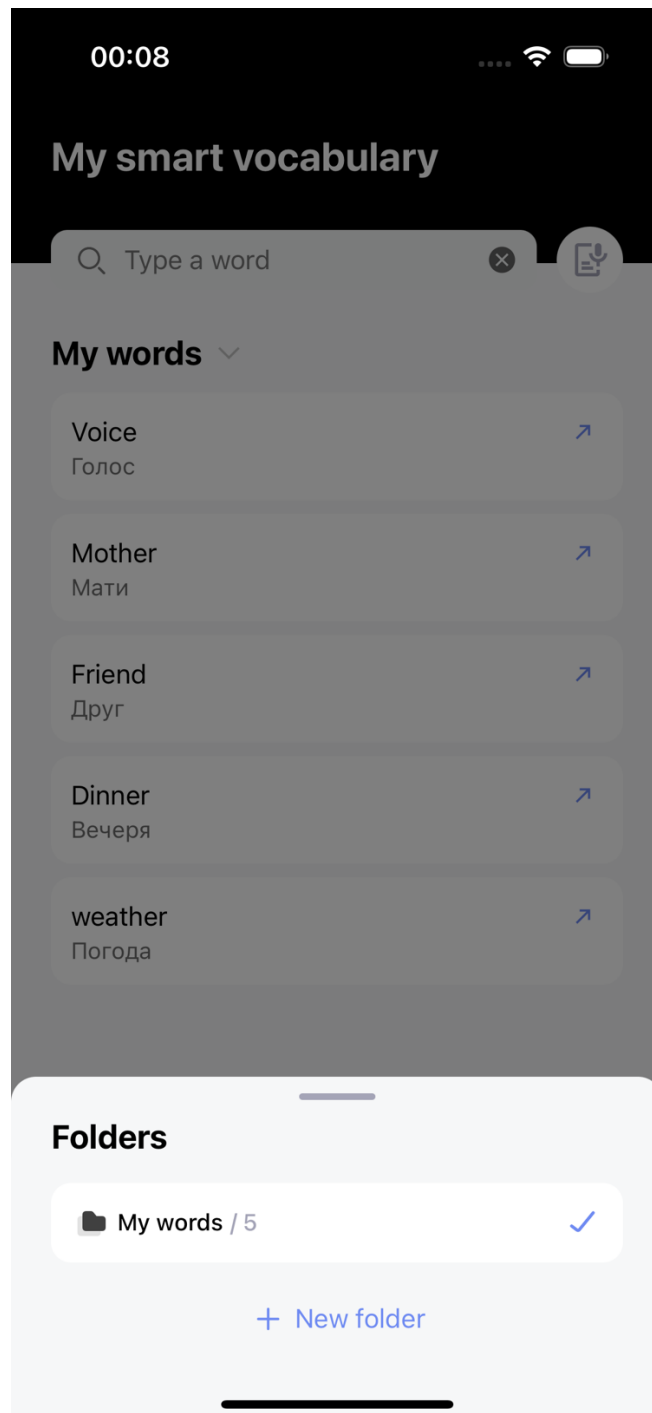 00:08
My smart vocabulary
Type a word
My words
Voice
Голос
Mother
Мати
Friend
Друг
Dinner
Вечеря
weather
Погода
Folders
My words / 5
+ New folder